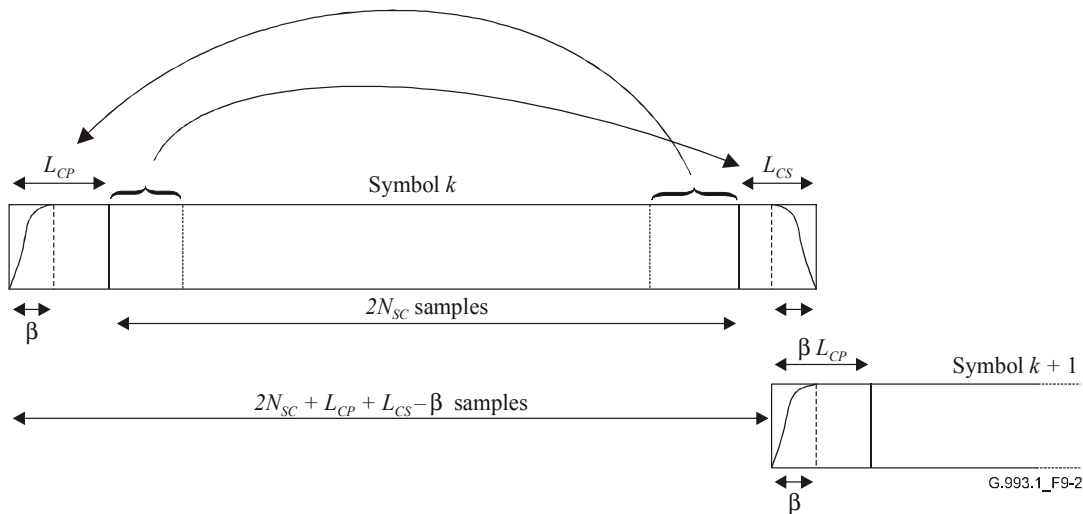 L_CP
Symbol k
L_CS
2N_SC samples
β
β L_CP
Symbol k + 1
2N_SC + L_CP + L_CS – β samples
β
G.993.1_F9-2